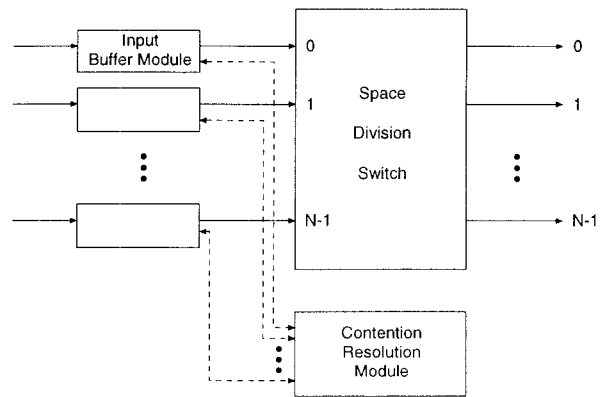 Input
Buffer Module
0
0
1
1
Space
Division
Switch
N-1
N-1
Contention
Resolution
Module